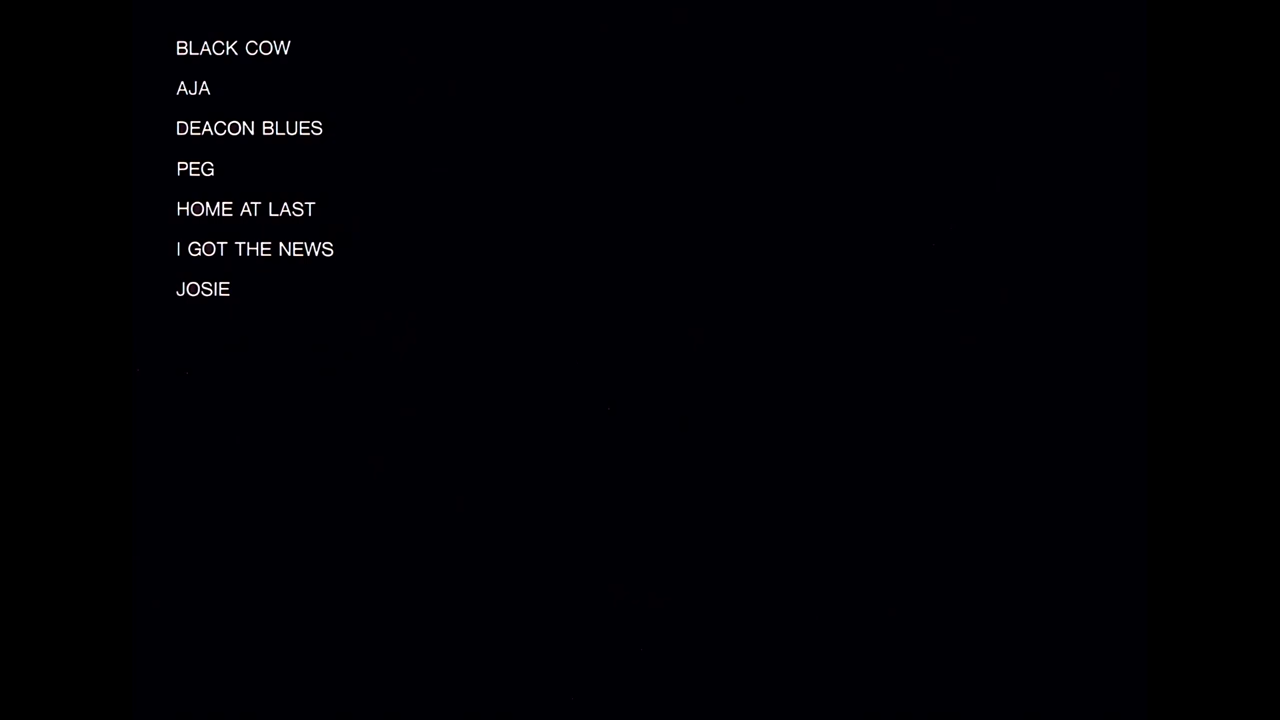 BLACK COW
AJA
DEACON BLUES
PEG
HOME AT LAST
I GOT THE NEWS
JOSIE